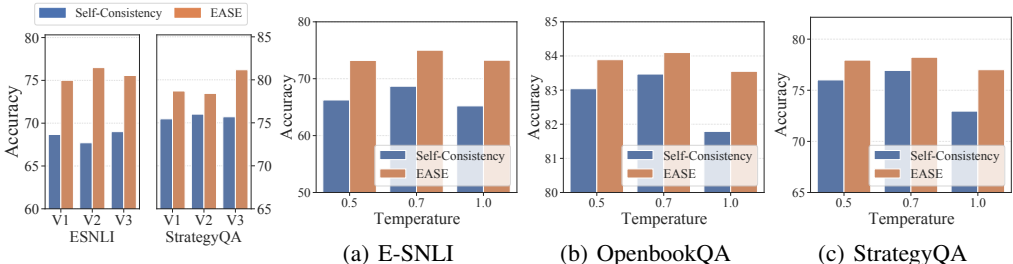 Self-Consistency EASE
Accuracy
80
75
70
65
60
V1 V2 V3
ESNLI
85
80
75
70
65
V1 V2 V3
StrategyQA
Accuracy
80
70
60
50
Self-Consistency
EASE
0.5 0.7 1.0
Temperature
(a) E-SNLI
Accuracy
85
84
83
82
81
80
Self-Consistency
EASE
0.5 0.7 1.0
Temperature
(b) OpenbookQA
Accuracy
80
75
70
65
Self-Consistency
EASE
0.5 0.7 1.0
Temperature
(c) StrategyQA